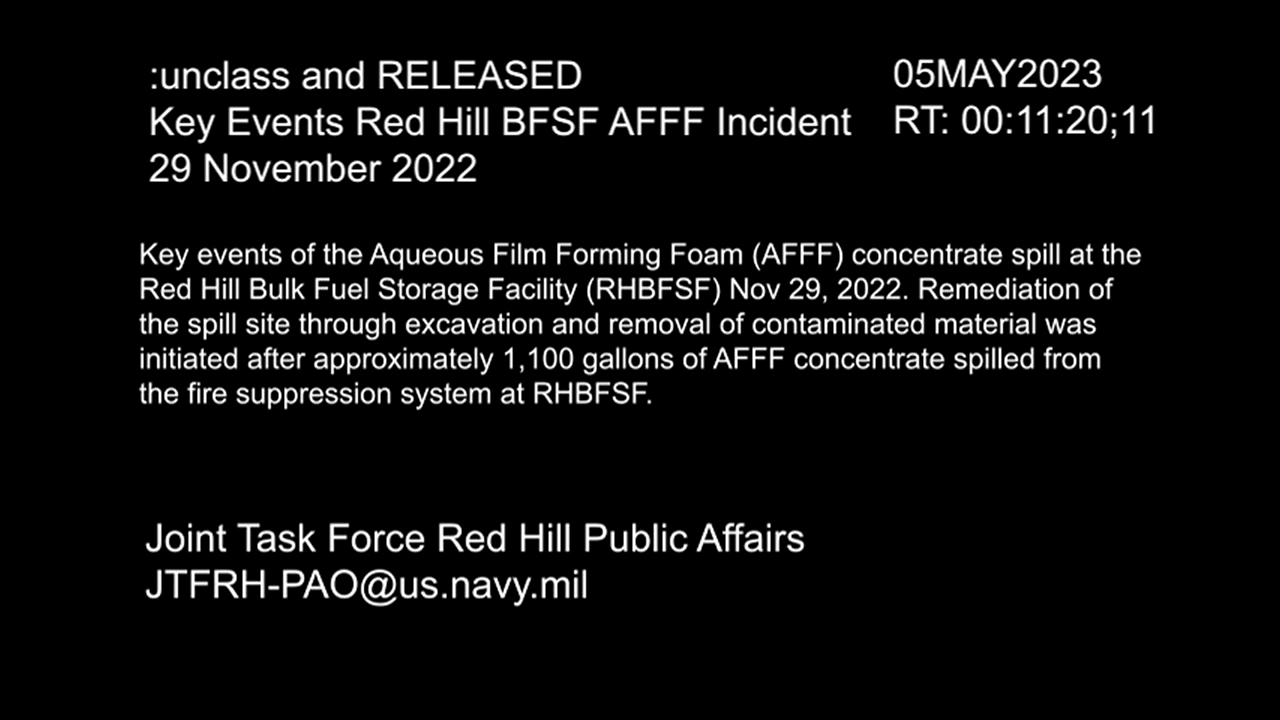 :unclass and RELEASED
05MAY2023
Key Events Red Hill BFSF AFFF Incident
RT: 00:11:20;11
29 November 2022
Key events of the Aqueous Film Forming Foam (AFFF) concentrate spill at the
Red Hill Bulk Fuel Storage Facility (RHBFSF) Nov 29, 2022. Remediation of
the spill site through excavation and removal of contaminated material was
initiated after approximately 1,100 gallons of AFFF concentrate spilled from
the fire suppression system at RHBFSF.
Joint Task Force Red Hill Public Affairs
JTFRH-PAO@us.navy.mil